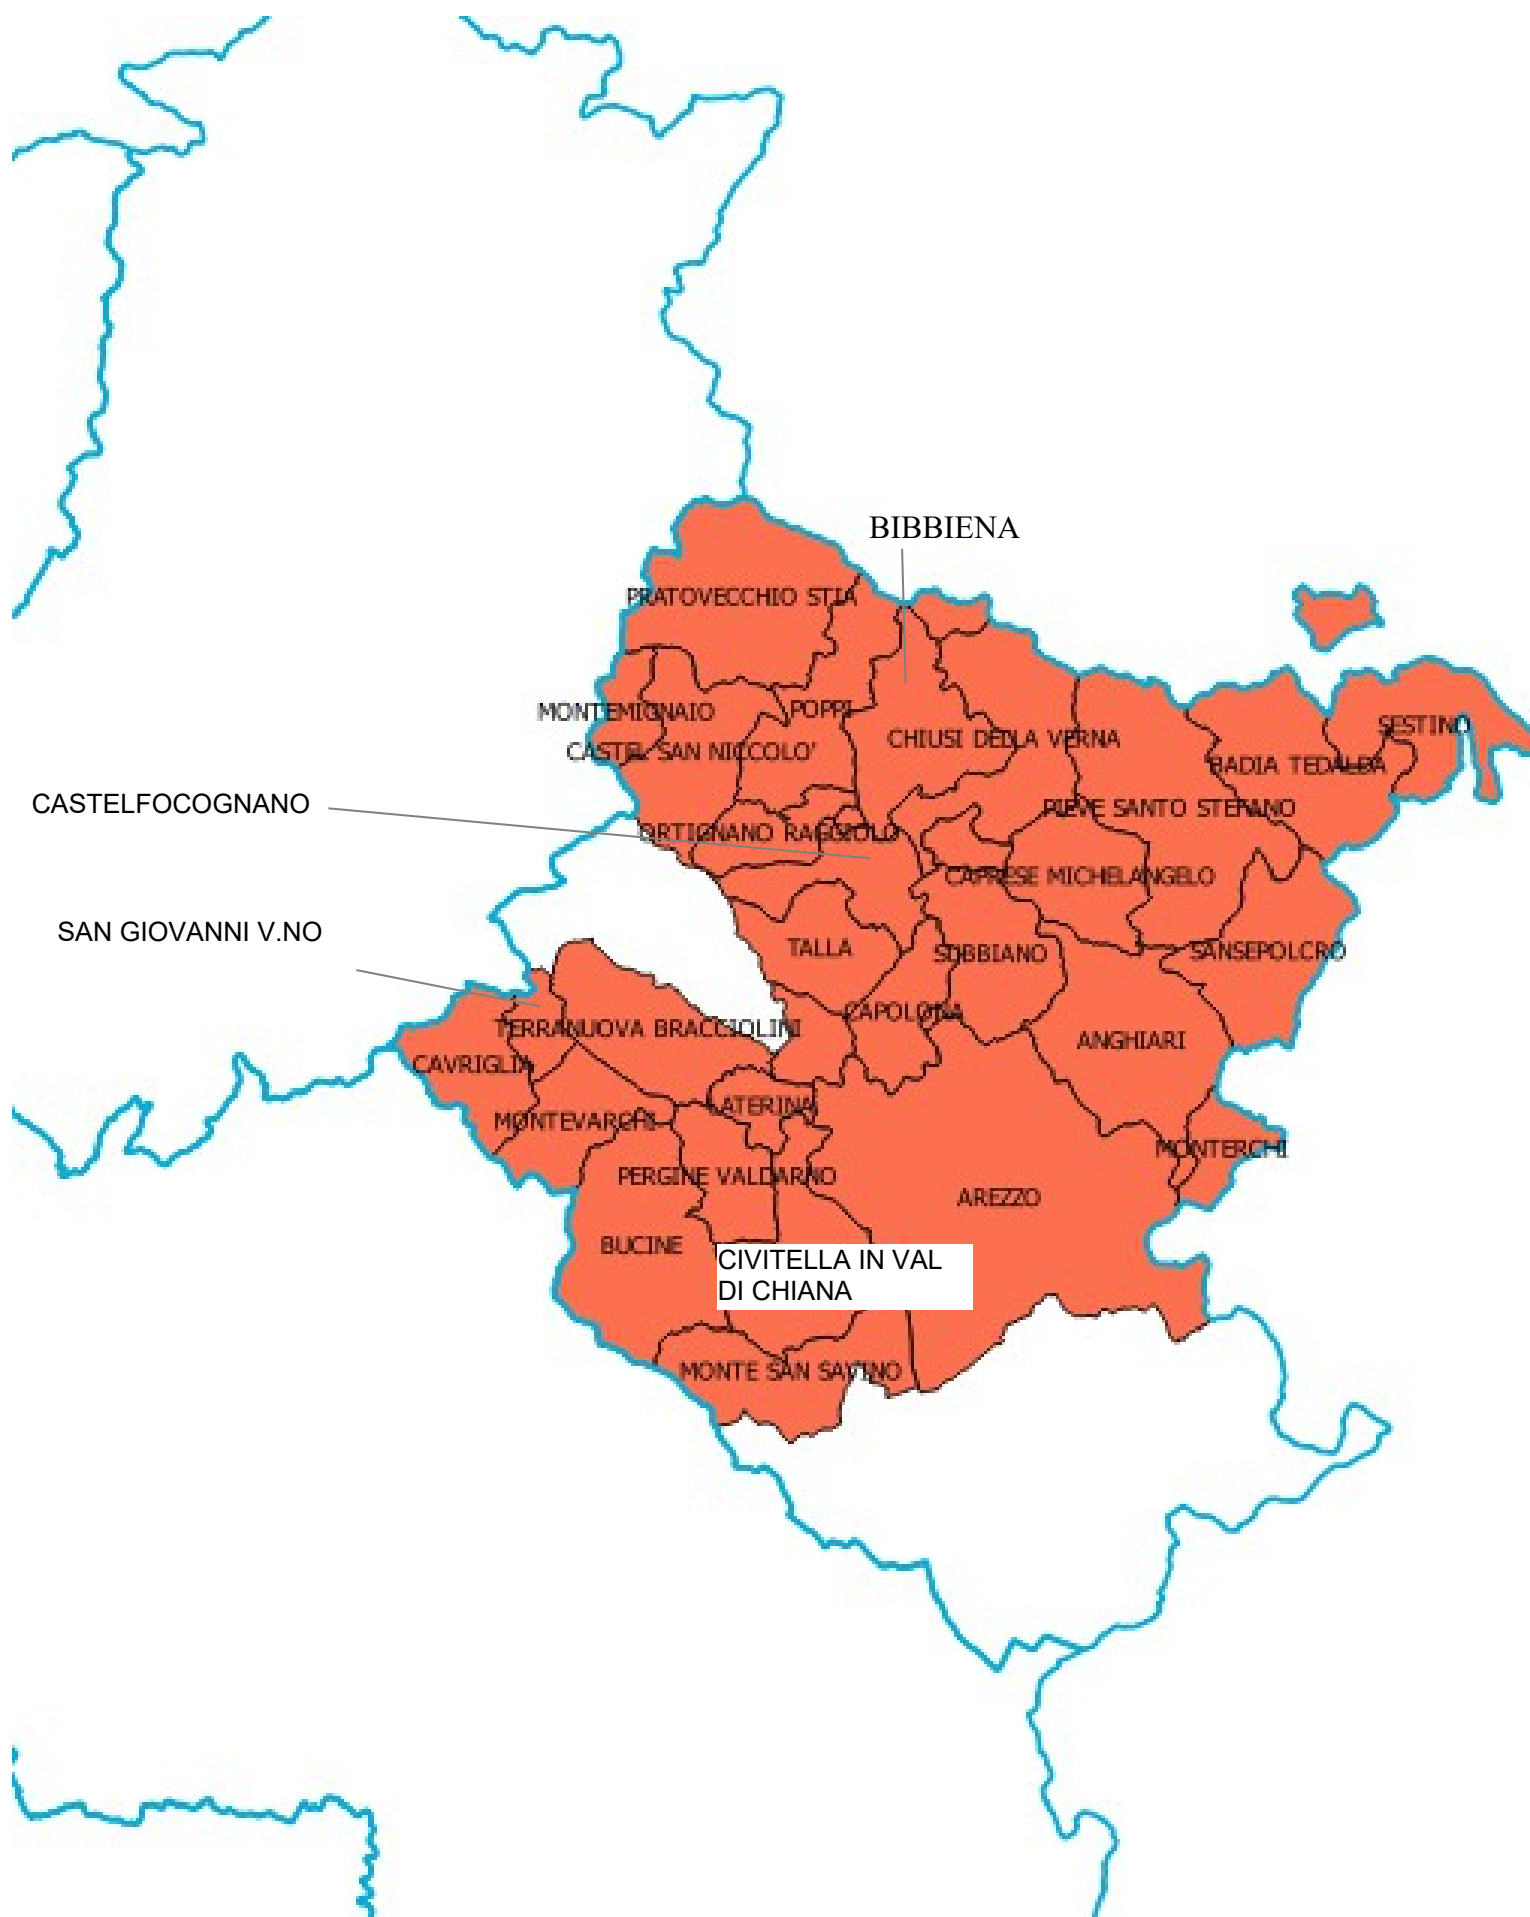 BIBBIENA
PRATOVECCHIO STIA
MONTEMIGNAIO
POPPI
CASTEL SAN NICCOLO'
CHIUSI DELLA VERNA
SESTINO
BADIA TEDALDA
CASTELFOCOGNANO
PIEVE SANTO STEFANO
ORTIGNANO RAGGIOLO
CAPRESE MICHELANGELO
SAN GIOVANNI V.NO
TALLA
SUBBIANO
SANSEPOLCRO
CAPOLONA
TERRANUOVA BRACCIOLINI
ANGHIARI
CAVRIGLIA
LATERINA
MONTEVARCHI
MONTERCHI
PERGINE VALDARNO
AREZZO
BUCINE
CIVITELLA IN VAL
DI CHIANA
MONTE SAN SAVINO